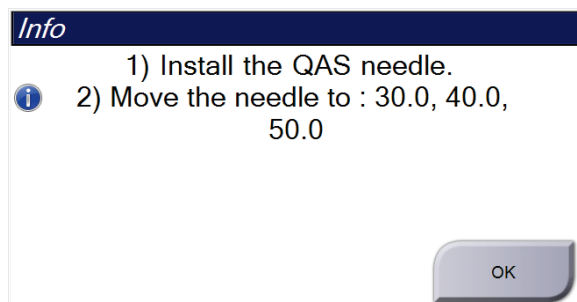 Info
1) Install the QAS needle.
2) Move the needle to : 30.0, 40.0,
50.0
OK